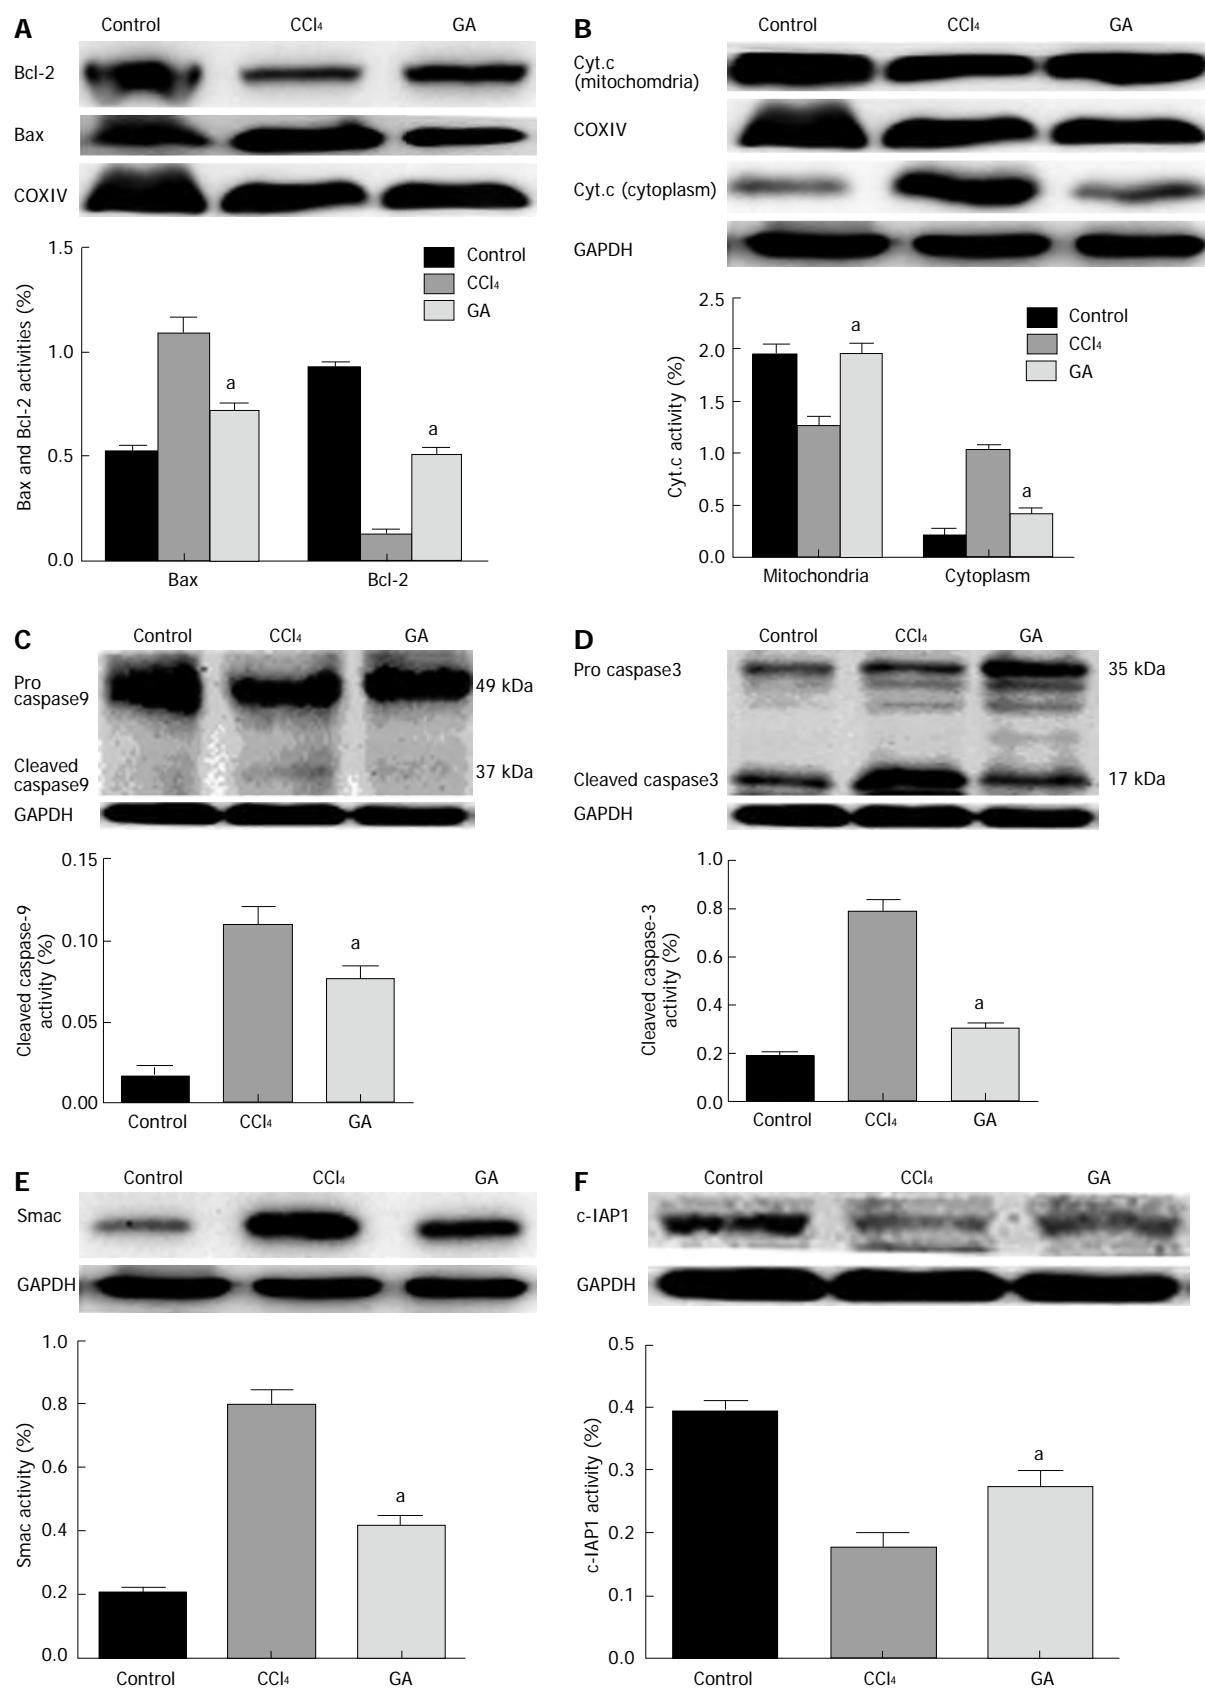 A
Control CCl4 GA
Bcl-2
Bax
COXIV
1.5
1.0
0.5
0.0
Bax and Bcl-2 activities (%)
Control
CCl4
GA
a
a
Bax Bcl-2
B
Control CCl4 GA
Cyt.c
(mitochomdria)
COXIV
Cyt.c (cytoplasm)
GAPDH
2.5
2.0
1.5
1.0
0.5
0.0
Cyt.c activity (%)
Control
CCl4
GA
a
a
Mitochondria Cytoplasm
C
Control CCl4 GA
Pro
caspase9
49 kDa
Cleaved
caspase9
37 kDa
GAPDH
0.15
0.10
0.05
0.00
Cleaved caspase-9
activity (%)
a
Control CCl4 GA
D
Control CCl4 GA
Pro caspase3 35 kDa
Cleaved caspase3 17 kDa
GAPDH
1.0
0.8
0.6
0.4
0.2
0.0
Cleaved caspase-3
activity (%)
a
Control CCl4 GA
E
Control CCl4 GA
Smac
GAPDH
1.0
0.8
0.6
0.4
0.2
0.0
Smac activity (%)
a
Control CCl4 GA
F
Control CCl4 GA
c-IAP1
GAPDH
0.5
0.4
0.3
0.2
0.1
0.0
c-IAP1 activity (%)
a
Control CCl4 GA